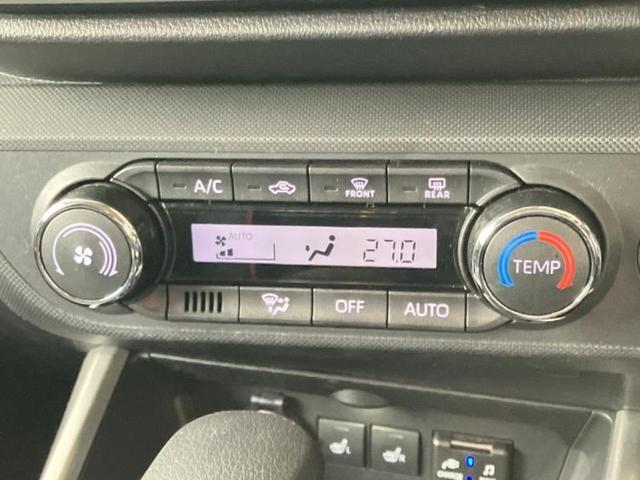 A/C
FRONT
REAR
AUTO
27.0
TEMP
OFF
AUTO
L
R